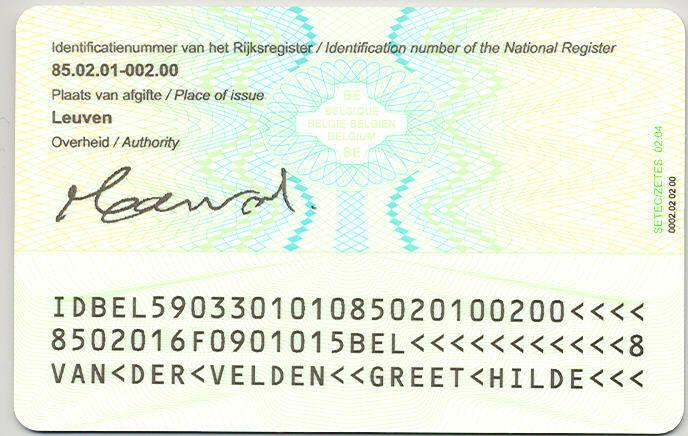 Identificatienummer van het Rijksregister / Identification number of the National Register
85.02.01-002.00
Plaats van afgifte / Place of issue
Leuven
Overheid / Authority
BE
BELGIQUE
BELGIE BELGIEN
BELGIUM
BE
SETEC/ZETES 02.04
0002.02 02 00
IDBEL590330101085020100200<<<<
8502016F0901015BEL<<<<<<<<<<<8
VAN<DER<VELDEN<<GREET<HILDE<<<